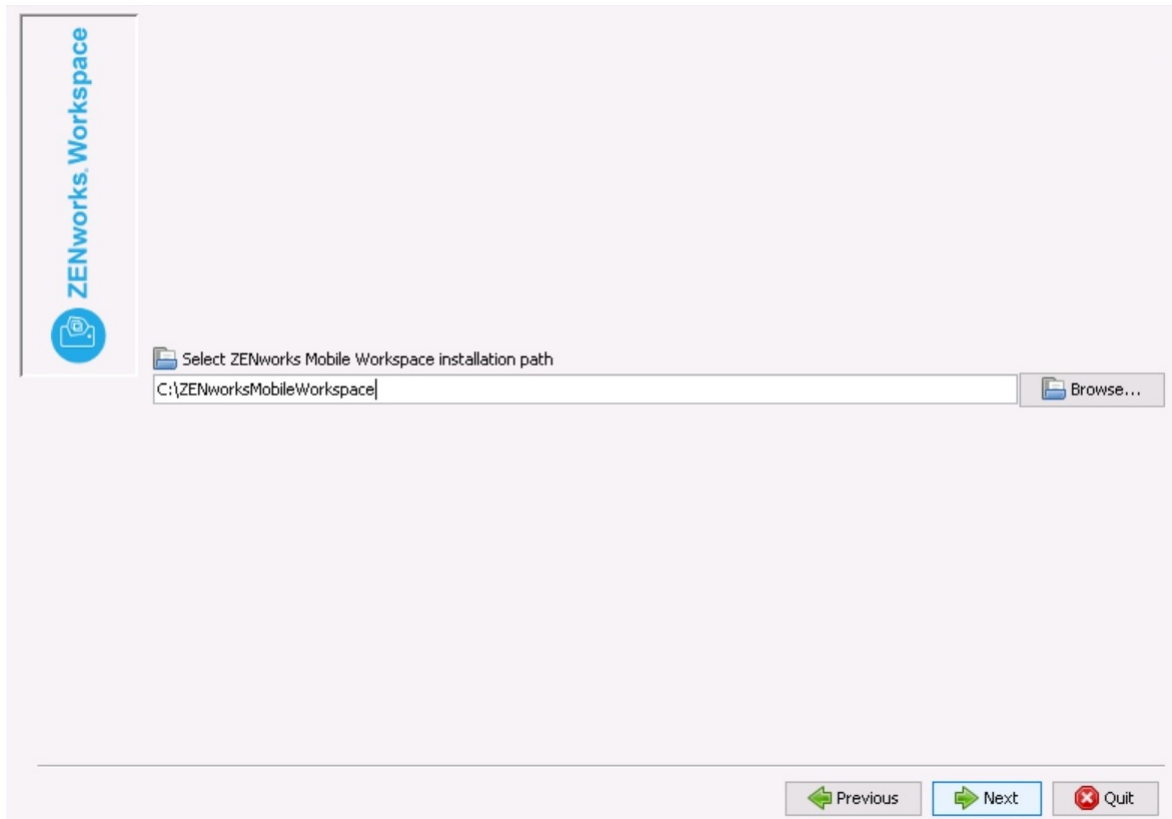 ZENworks. Workspace
Select ZENworks Mobile Workspace installation path
C:\ZENworksMobileWorkspace
Browse...
Previous
Next
Quit